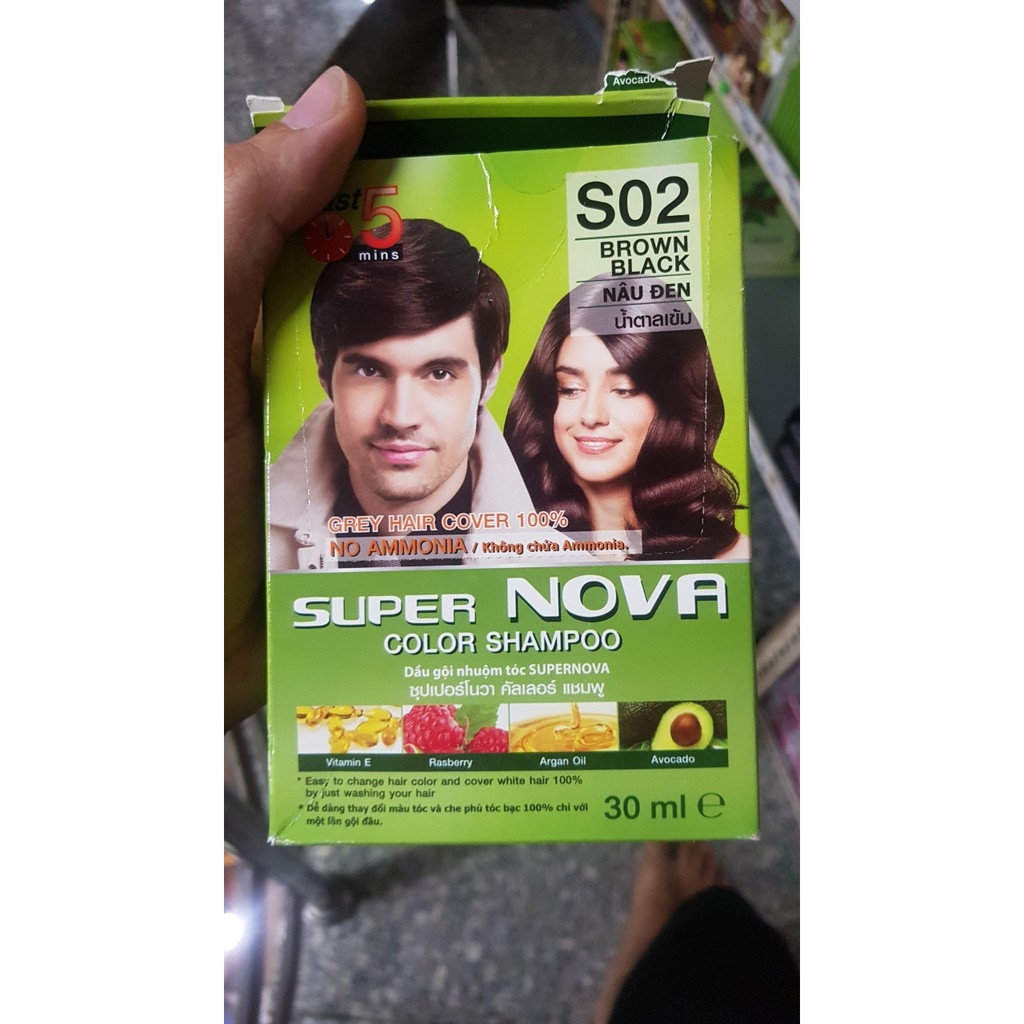 Avocado
5
mins
S02
BROWN
BLACK
NÂU ĐEN
น้ำตาลเข้ม
GREY HAIR COVER 100%
NO AMMONIA / Không chứa Ammonia.
SUPER NOVA
COLOR SHAMPOO
Dầu gội nhuộm tóc SUPERNOVA
ซุปเปอร์โนวา คัลเลอร์ แชมพู
Vitamin E
Rasberry
Argan Oil
Avocado
* Easy to change hair color and cover white hair 100%
by just washing your hair
* Dễ dàng thay đổi màu tóc và che phủ tóc bạc 100% chỉ với
một lần gội đầu.
30 ml ℮